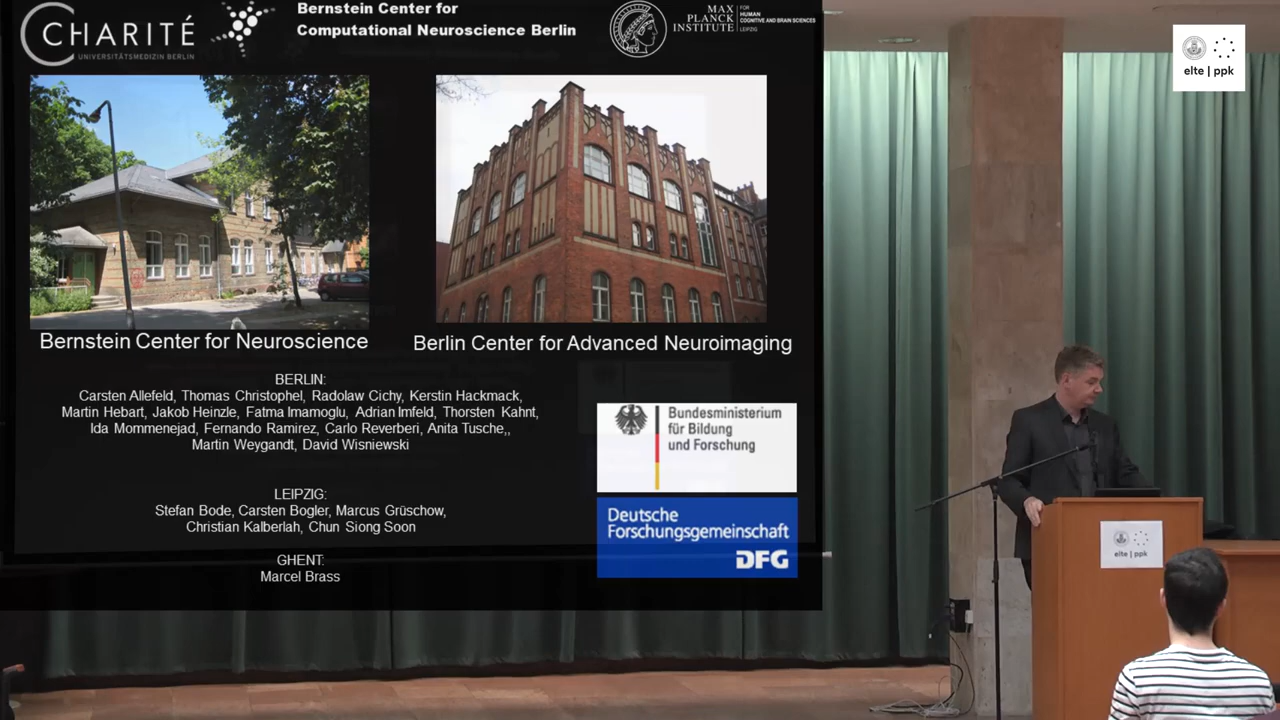 CHARITÉ
UNIVERSITÄTSMEDIZIN BERLIN
Bernstein Center for
Computational Neuroscience Berlin
MAX
PLANCK
INSTITUTE
FOR
HUMAN
COGNITIVE AND BRAIN SCIENCES
LEIPZIG
elte | ppk
Bernstein Center for Neuroscience
Berlin Center for Advanced Neuroimaging
BERLIN:
Carsten Allefeld, Thomas Christophel, Radolaw Cichy, Kerstin Hackmack,
Martin Hebart, Jakob Heinzle, Fatma Imamoglu, Adrian Imfeld, Thorsten Kahnt,
Ida Mommenejad, Fernando Ramirez, Carlo Reverberi, Anita Tusche,,
Martin Weygandt, David Wisniewski
LEIPZIG:
Stefan Bode, Carsten Bogler, Marcus Grüschow,
Christian Kalberlah, Chun Siong Soon
GHENT:
Marcel Brass
Bundesministerium
für Bildung
und Forschung
Deutsche
Forschungsgemeinschaft
DFG
elte | ppk